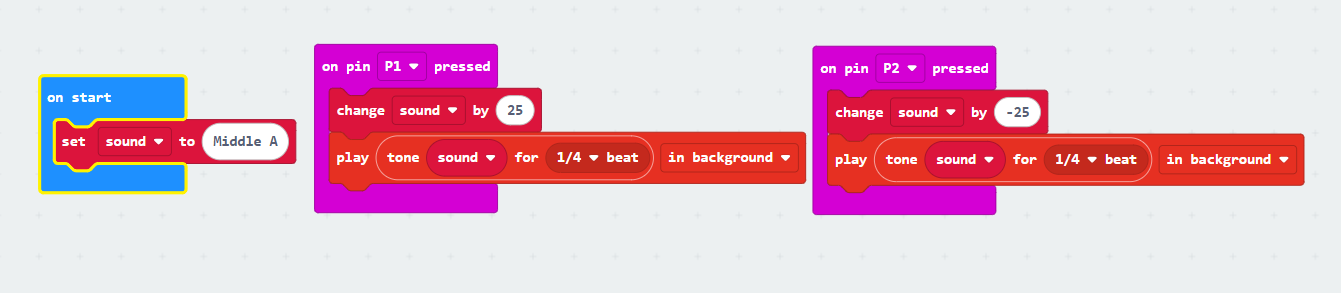 on start
set sound to Middle A
on pin P1 pressed
change sound by 25
play tone sound for 1/4 beat in background
on pin P2 pressed
change sound by -25
play tone sound for 1/4 beat in background